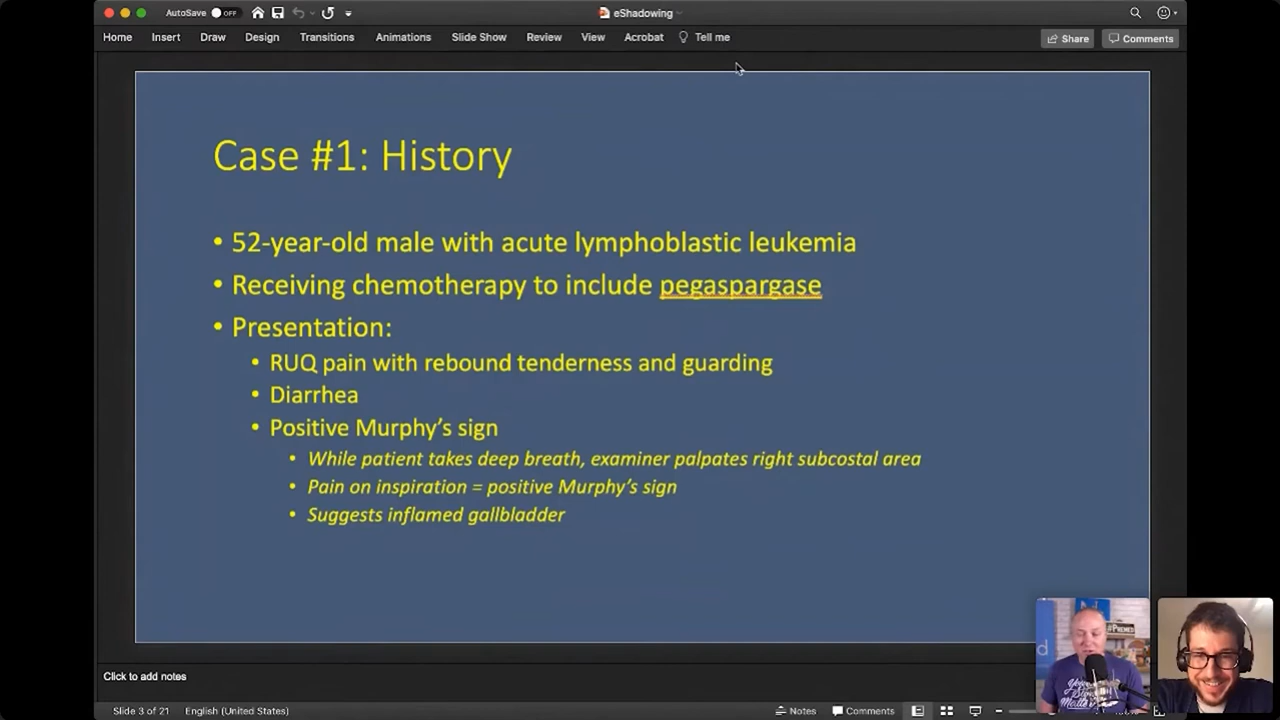 AutoSave OFF eShadowing
Home Insert Draw Design Transitions Animations Slide Show Review View Acrobat Tell me Share Comments
Case #1: History
• 52-year-old male with acute lymphoblastic leukemia
• Receiving chemotherapy to include pegaspargase
• Presentation:
• RUQ pain with rebound tenderness and guarding
• Diarrhea
• Positive Murphy's sign
• While patient takes deep breath, examiner palpates right subcostal area
• Pain on inspiration = positive Murphy's sign
• Suggests inflamed gallbladder
#PREMED
d
Click to add notes
Slide 3 of 21 English (United States) Notes Comments